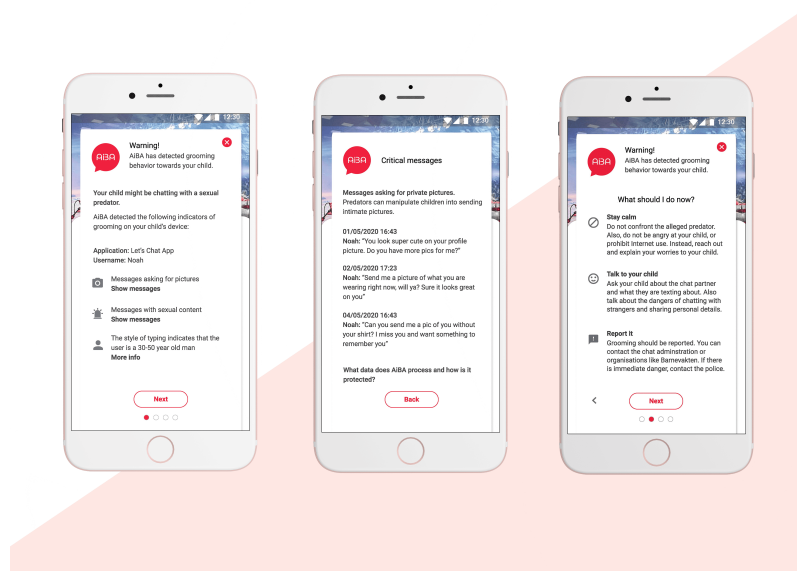 12:30
AiBA
Warning!
AiBA has detected grooming
behavior towards your child.
Your child might be chatting with a sexual
predator.
AiBA detected the following indicators of
grooming on your child's device:
Application: Let's Chat App
Username: Noah
Messages asking for pictures
Show messages
Messages with sexual content
Show messages
The style of typing indicates that the
user is a 30-50 year old man
More info
Next
12:30
AiBA
Critical messages
Messages asking for private pictures.
Predators can manipulate children into sending
intimate pictures.
01/05/2020 16:43
Noah: "You look super cute on your profile
picture. Do you have more pics for me?"
02/05/2020 17:23
Noah: "Send me a picture of what you are
wearing right now, will ya? Sure it looks great
on you"
04/05/2020 16:43
Noah: "Can you send me a pic of you without
your shirt? I miss you and want something to
remember you"
What data does AiBA process and how is it
protected?
Back
12:30
AiBA
Warning!
AiBA has detected grooming
behavior towards your child.
What should I do now?
Stay calm
Do not confront the alleged predator.
Also, do not be angry at your child, or
prohibit Internet use. Instead, reach out
and explain your worries to your child.
Talk to your child
Ask your child about the chat partner
and what they are texting about. Also
talk about the dangers of chatting with
strangers and sharing personal details.
Report It
Grooming should be reported. You can
contact the chat adminstration or
organisations like Barnevakten. If there
is immediate danger, contact the police.
Next